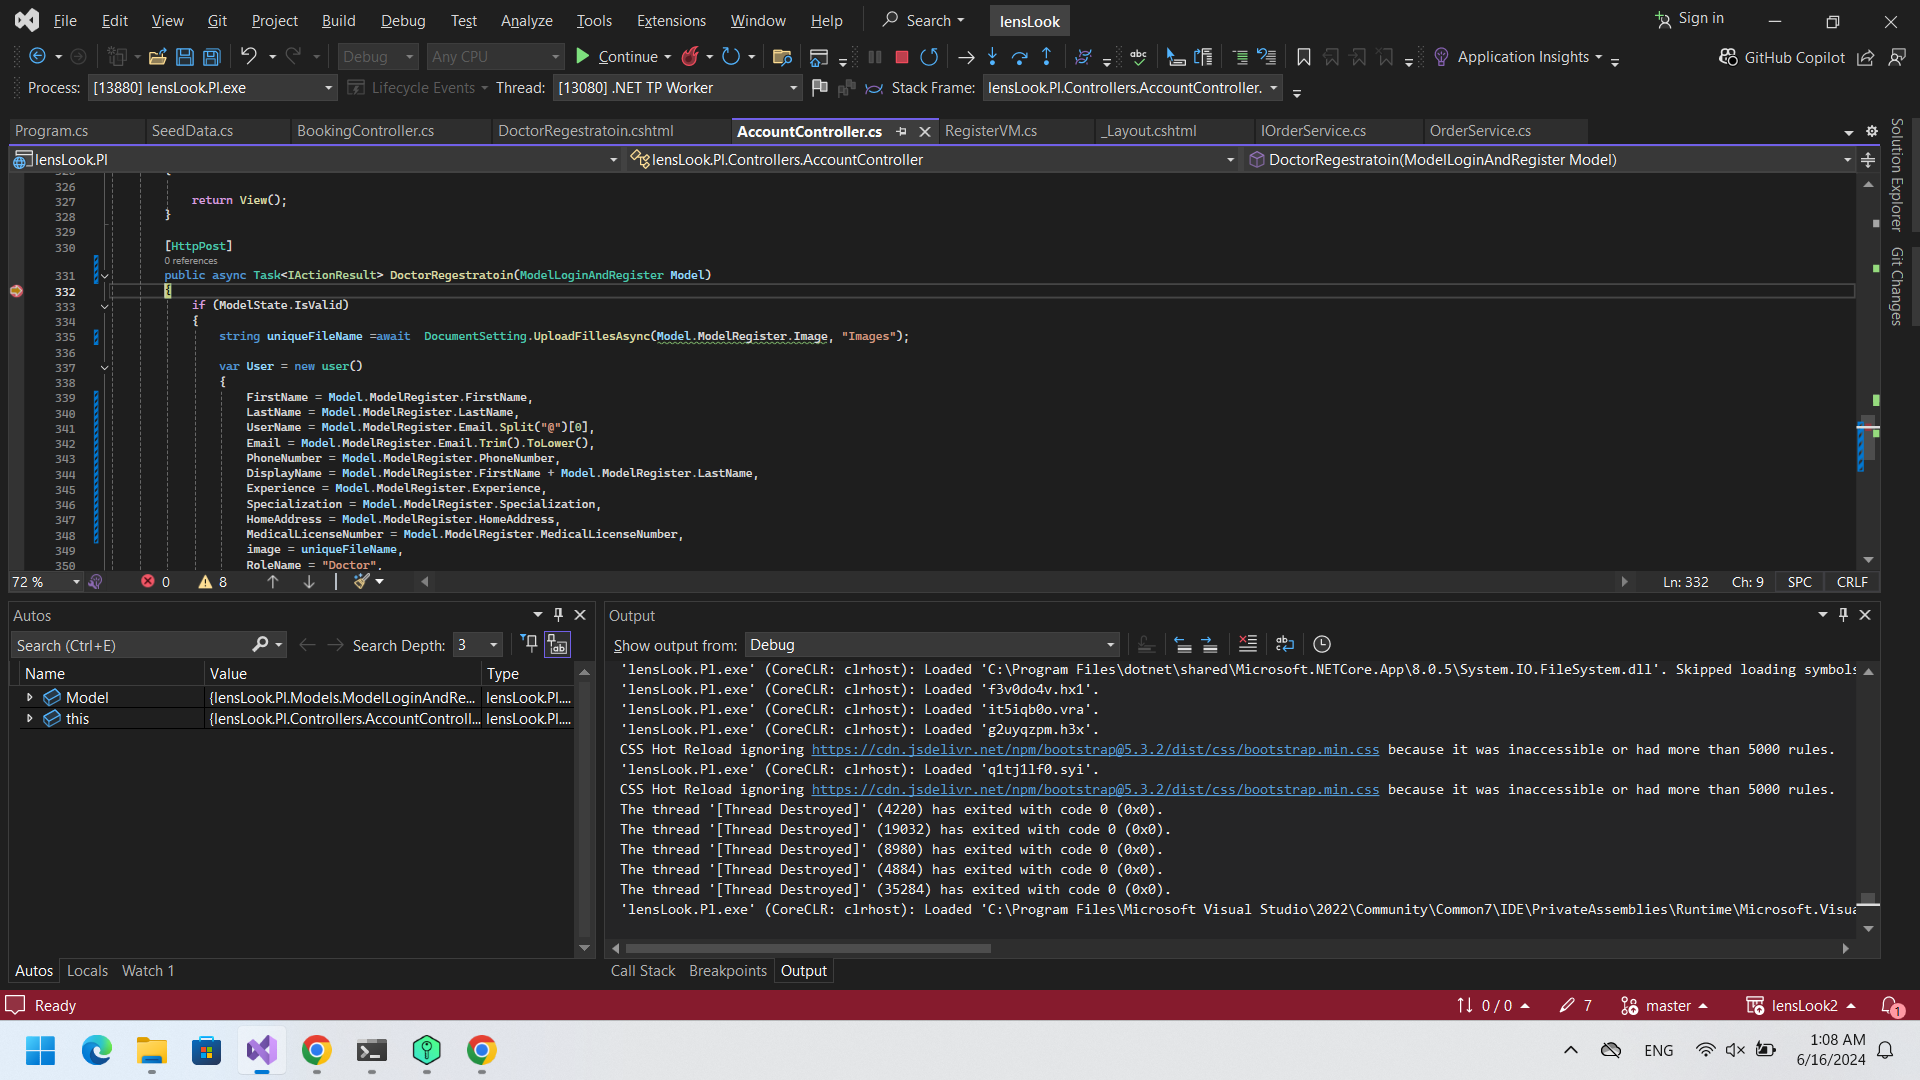 File Edit View Git Project Build Debug Test Analyze Tools Extensions Window Help Search lensLook Sign in
Debug Any CPU Continue Application Insights GitHub Copilot
Process: [13880] lensLook.Pl.exe Lifecycle Events Thread: [13080] .NET TP Worker Stack Frame: lensLook.Pl.Controllers.AccountController.
Program.cs SeedData.cs BookingController.cs DoctorRegestratoin.cshtml AccountController.cs RegisterVM.cs _Layout.cshtml IOrderService.cs OrderService.cs
lensLook.Pl lensLook.Pl.Controllers.AccountController DoctorRegestratoin(ModelLoginAndRegister Model)
Solution Explorer
Git Changes
326
327 return View();
328 }
329
330 [HttpPost]
0 references
331 public async Task<IActionResult> DoctorRegestratoin(ModelLoginAndRegister Model)
332 {
333 if (ModelState.IsValid)
334 {
335 string uniqueFileName =await DocumentSetting.UploadFillesAsync(Model.ModelRegister.Image, "Images");
336
337 var User = new user()
338 {
339 FirstName = Model.ModelRegister.FirstName,
340 LastName = Model.ModelRegister.LastName,
341 UserName = Model.ModelRegister.Email.Split("@")[0],
342 Email = Model.ModelRegister.Email.Trim().ToLower(),
343 PhoneNumber = Model.ModelRegister.PhoneNumber,
344 DisplayName = Model.ModelRegister.FirstName + Model.ModelRegister.LastName,
345 Experience = Model.ModelRegister.Experience,
346 Specialization = Model.ModelRegister.Specialization,
347 HomeAddress = Model.ModelRegister.HomeAddress,
348 MedicalLicenseNumber = Model.ModelRegister.MedicalLicenseNumber,
349 image = uniqueFileName,
350 RoleName = "Doctor",
72 % 0 8 Ln: 332 Ch: 9 SPC CRLF
Autos
Search (Ctrl+E) Search Depth: 3
Name Value Type
Model {lensLook.Pl.Models.ModelLoginAndRe... lensLook.Pl....
this {lensLook.Pl.Controllers.AccountControll... lensLook.Pl....
Autos Locals Watch 1
Output
Show output from: Debug
'lensLook.Pl.exe' (CoreCLR: clrhost): Loaded 'C:\Program Files\dotnet\shared\Microsoft.NETCore.App\8.0.5\System.IO.FileSystem.dll'. Skipped loading symbols
'lensLook.Pl.exe' (CoreCLR: clrhost): Loaded 'f3v0do4v.hx1'.
'lensLook.Pl.exe' (CoreCLR: clrhost): Loaded 'it5iqb0o.vra'.
'lensLook.Pl.exe' (CoreCLR: clrhost): Loaded 'g2uyqzpm.h3x'.
CSS Hot Reload ignoring https://cdn.jsdelivr.net/npm/bootstrap@5.3.2/dist/css/bootstrap.min.css because it was inaccessible or had more than 5000 rules.
'lensLook.Pl.exe' (CoreCLR: clrhost): Loaded 'q1tj1lf0.syi'.
CSS Hot Reload ignoring https://cdn.jsdelivr.net/npm/bootstrap@5.3.2/dist/css/bootstrap.min.css because it was inaccessible or had more than 5000 rules.
The thread '[Thread Destroyed]' (4220) has exited with code 0 (0x0).
The thread '[Thread Destroyed]' (19032) has exited with code 0 (0x0).
The thread '[Thread Destroyed]' (8980) has exited with code 0 (0x0).
The thread '[Thread Destroyed]' (4884) has exited with code 0 (0x0).
The thread '[Thread Destroyed]' (35284) has exited with code 0 (0x0).
'lensLook.Pl.exe' (CoreCLR: clrhost): Loaded 'C:\Program Files\Microsoft Visual Studio\2022\Community\Common7\IDE\PrivateAssemblies\Runtime\Microsoft.Visua
Call Stack Breakpoints Output
Ready 0 / 0 7 master lensLook2 1
ENG 1:08 AM
6/16/2024